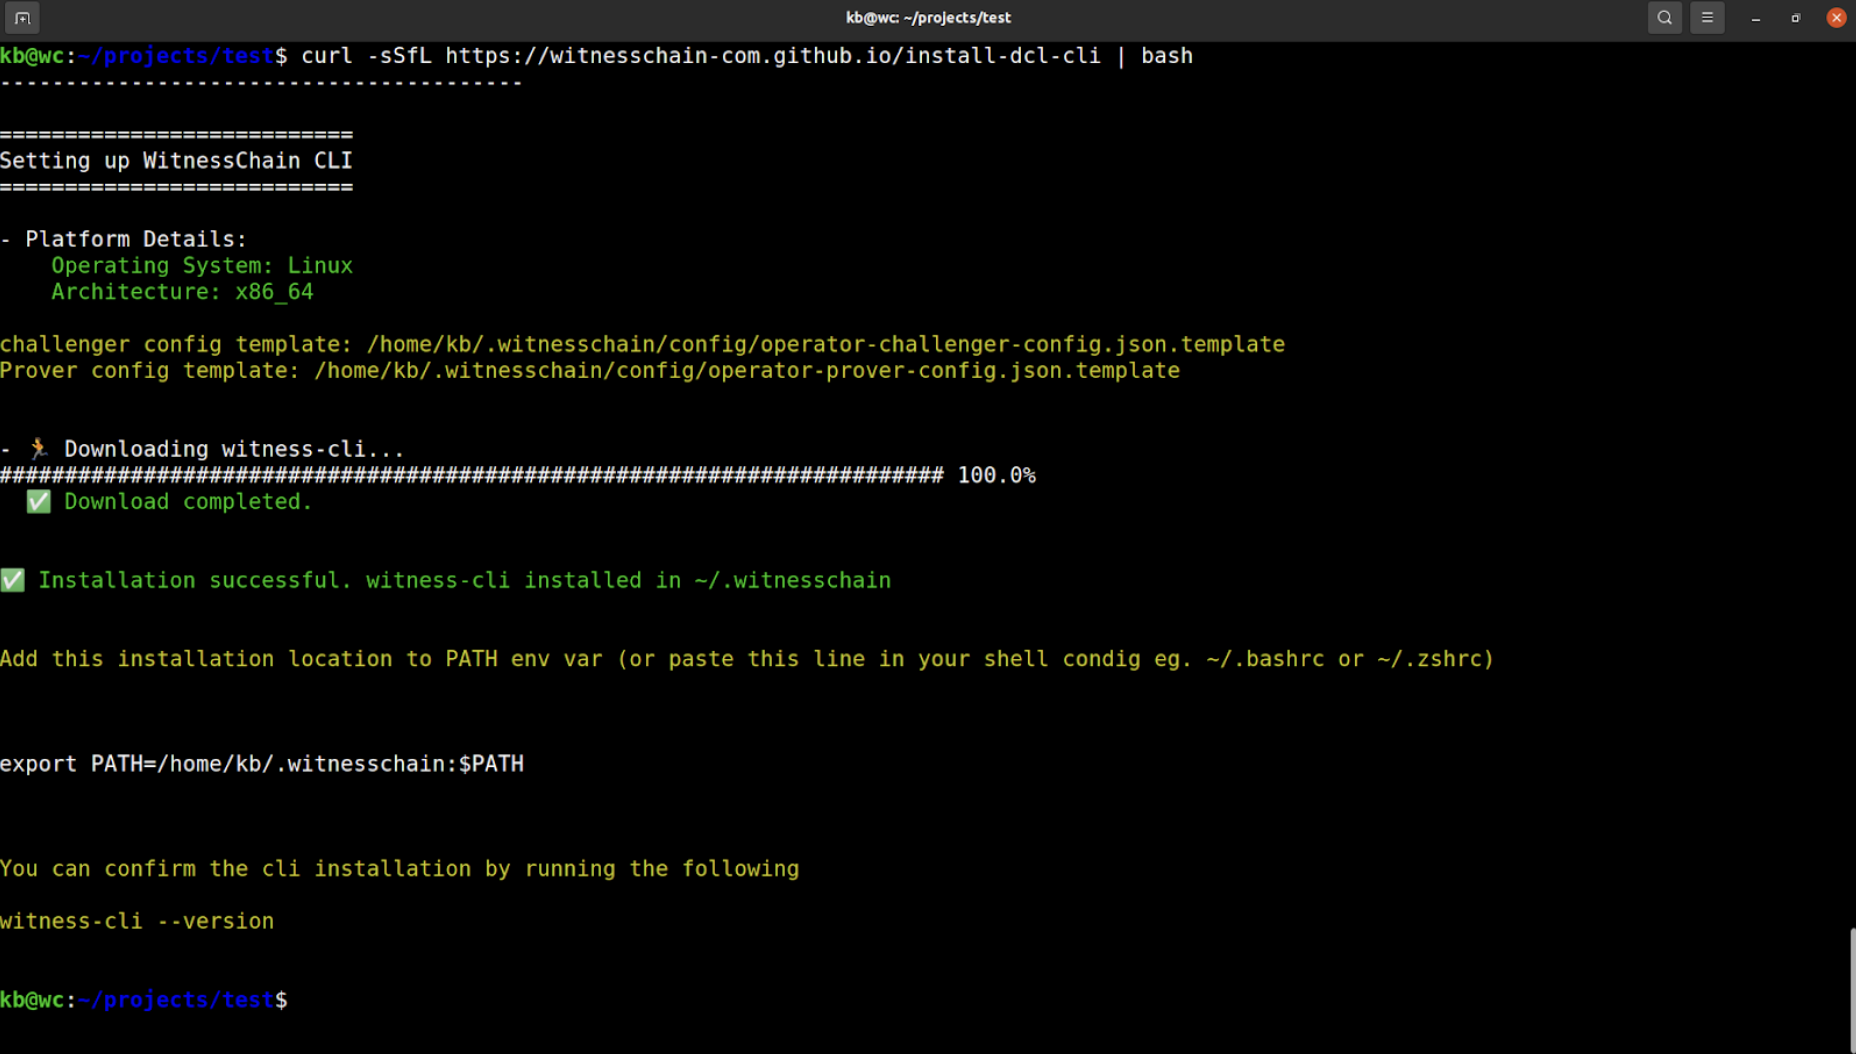 kb@wc: ~/projects/test
kb@wc:~/projects/test$ curl -sSfL https://witnesschain-com.github.io/install-dcl-cli | bash
----------------------------------------
===========================
Setting up WitnessChain CLI
===========================
- Platform Details:
Operating System: Linux
Architecture: x86_64
challenger config template: /home/kb/.witnesschain/config/operator-challenger-config.json.template
Prover config template: /home/kb/.witnesschain/config/operator-prover-config.json.template
- 🏃 Downloading witness-cli...
######################################################################## 100.0%
✅ Download completed.
✅ Installation successful. witness-cli installed in ~/.witnesschain
Add this installation location to PATH env var (or paste this line in your shell condig eg. ~/.bashrc or ~/.zshrc)
export PATH=/home/kb/.witnesschain:$PATH
You can confirm the cli installation by running the following
witness-cli --version
kb@wc:~/projects/test$